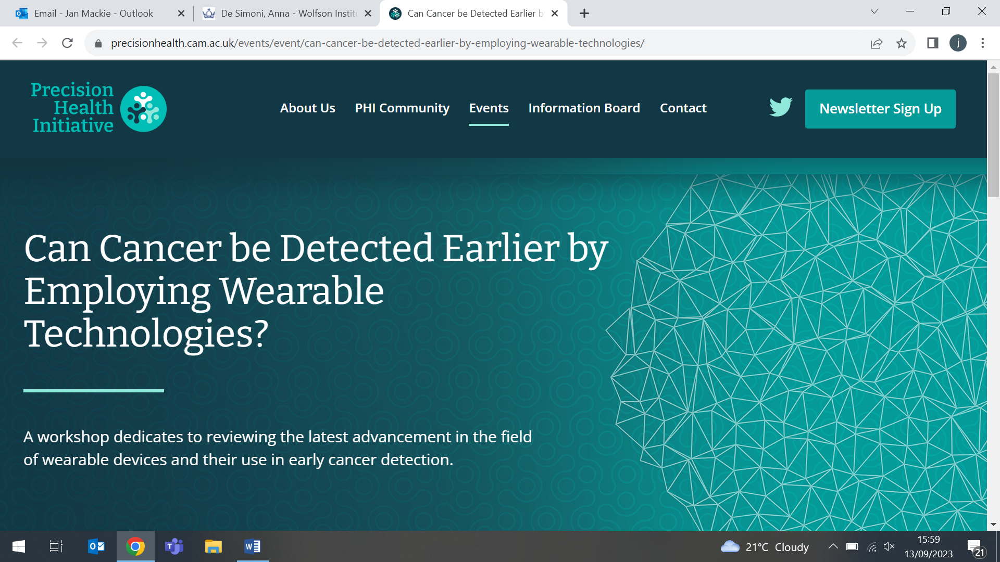 Email - Jan Mackie - Outlook
De Simoni, Anna - Wolfson Instit
Can Cancer be Detected Earlier b
precisionhealth.cam.ac.uk/events/event/can-cancer-be-detected-earlier-by-employing-wearable-technologies/
j
Precision
Health
Initiative
About Us
PHI Community
Events
Information Board
Contact
Newsletter Sign Up
Can Cancer be Detected Earlier by
Employing Wearable
Technologies?
A workshop dedicates to reviewing the latest advancement in the field
of wearable devices and their use in early cancer detection.
21°C Cloudy
15:59
13/09/2023
21